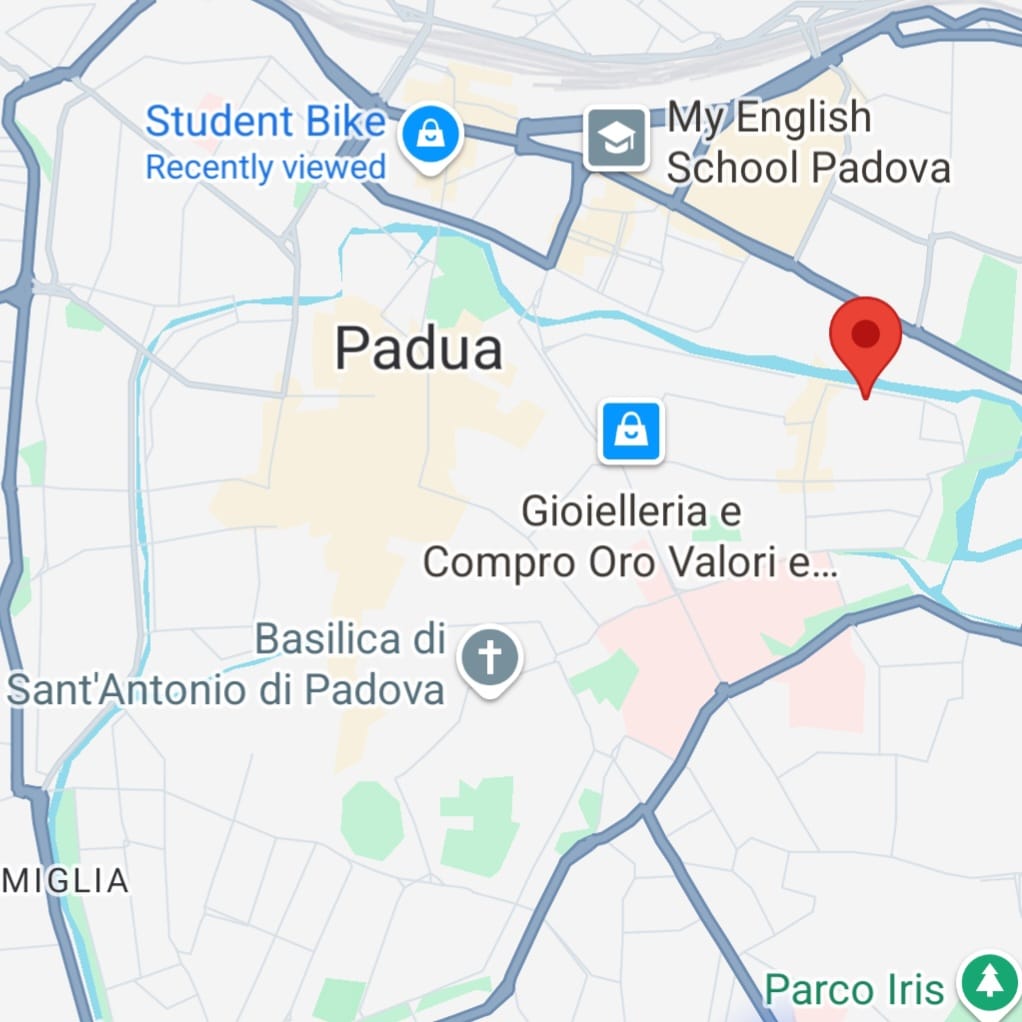 Student Bike
Recently viewed
My English
School Padova
Padua
Gioielleria e
Compro Oro Valori e...
Basilica di
Sant'Antonio di Padova
MIGLIA
Parco Iris